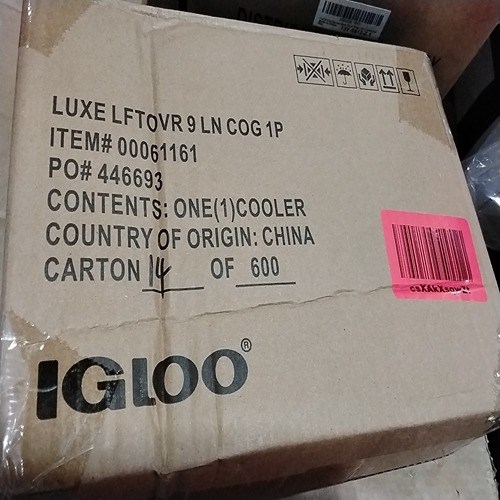 LUXE LFTOVR 9 LN COG 1P
ITEM# 00061161
PO# 446693
CONTENTS: ONE(1)COOLER
COUNTRY OF ORIGIN: CHINA
CARTON 14 OF 600
IGLOO®